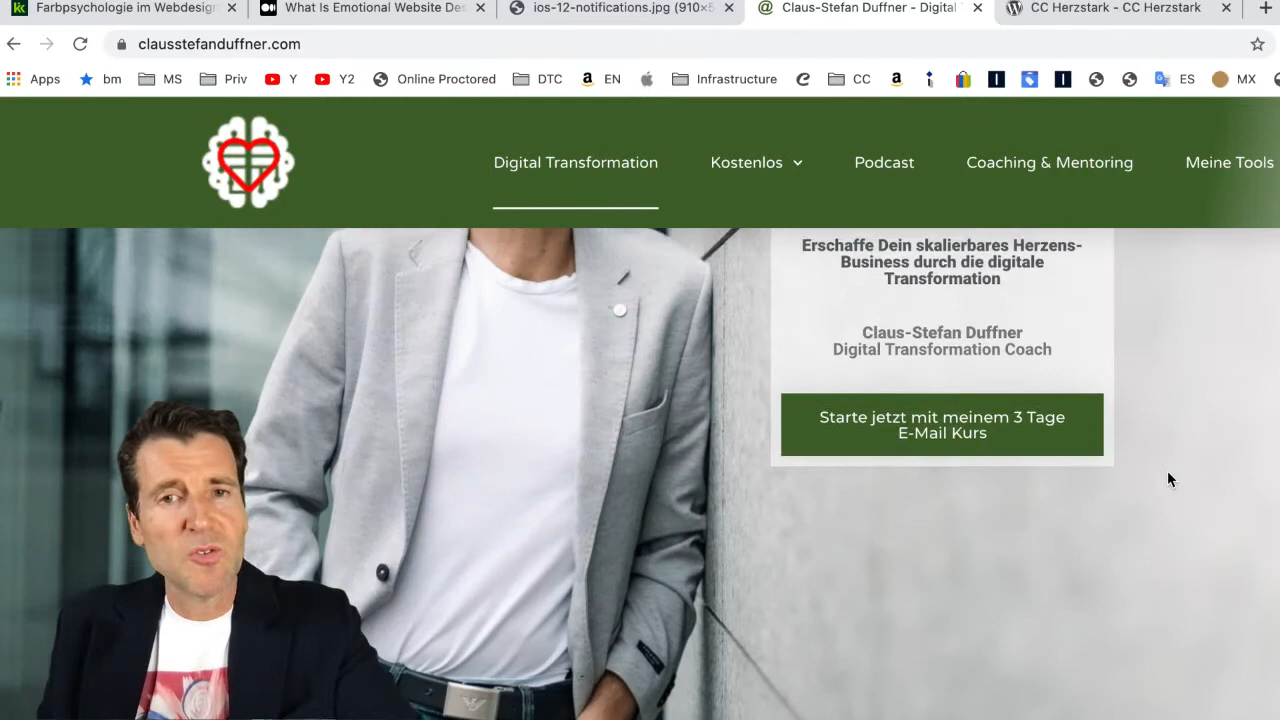 Farbpsychologie im Webdesign
What Is Emotional Website Des
ios-12-notifications.jpg (910×5
Claus-Stefan Duffner - Digital
CC Herzstark - CC Herzstark
clausstefanduffner.com
Apps
bm
MS
Priv
Y
Y2
Online Proctored
DTC
EN
Infrastructure
CC
ES
MX
Digital Transformation
Kostenlos
Podcast
Coaching & Mentoring
Meine Tools
Erschaffe Dein skalierbares Herzens-
Business durch die digitale
Transformation
Claus-Stefan Duffner
Digital Transformation Coach
Starte jetzt mit meinem 3 Tage
E-Mail Kurs